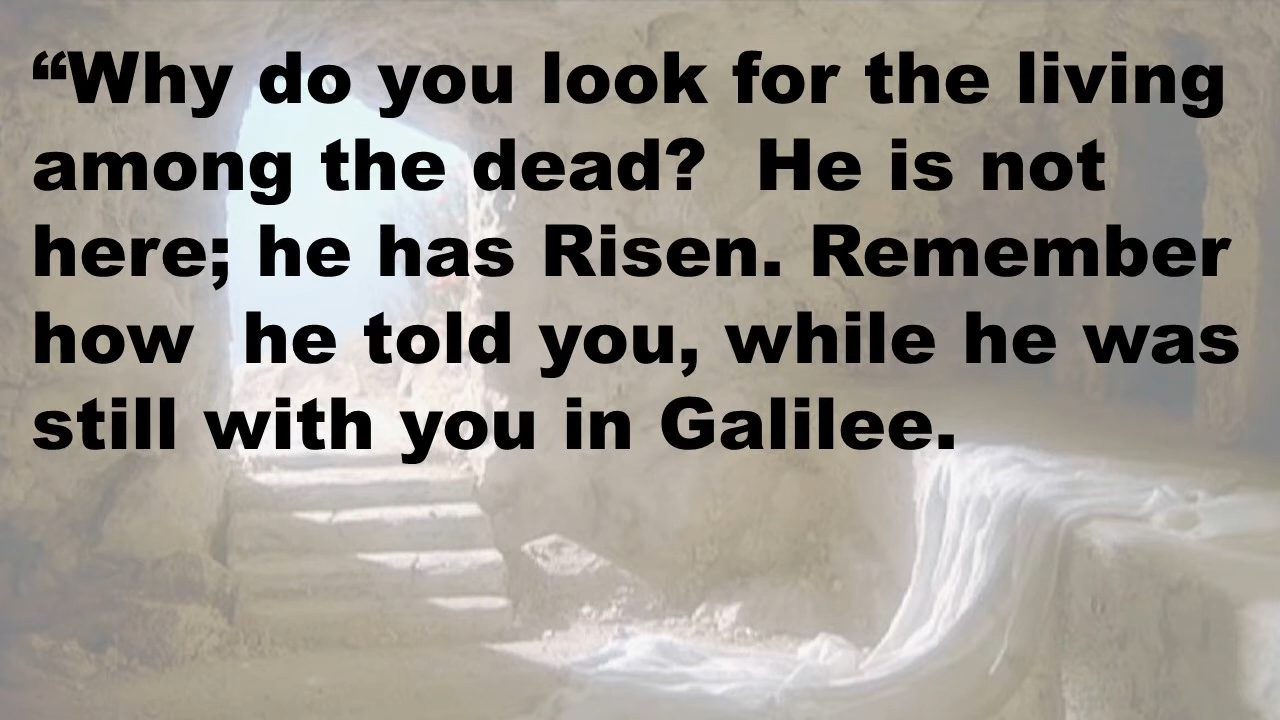 “Why do you look for the living
among the dead?  He is not
here; he has Risen. Remember
how  he told you, while he was
still with you in Galilee.